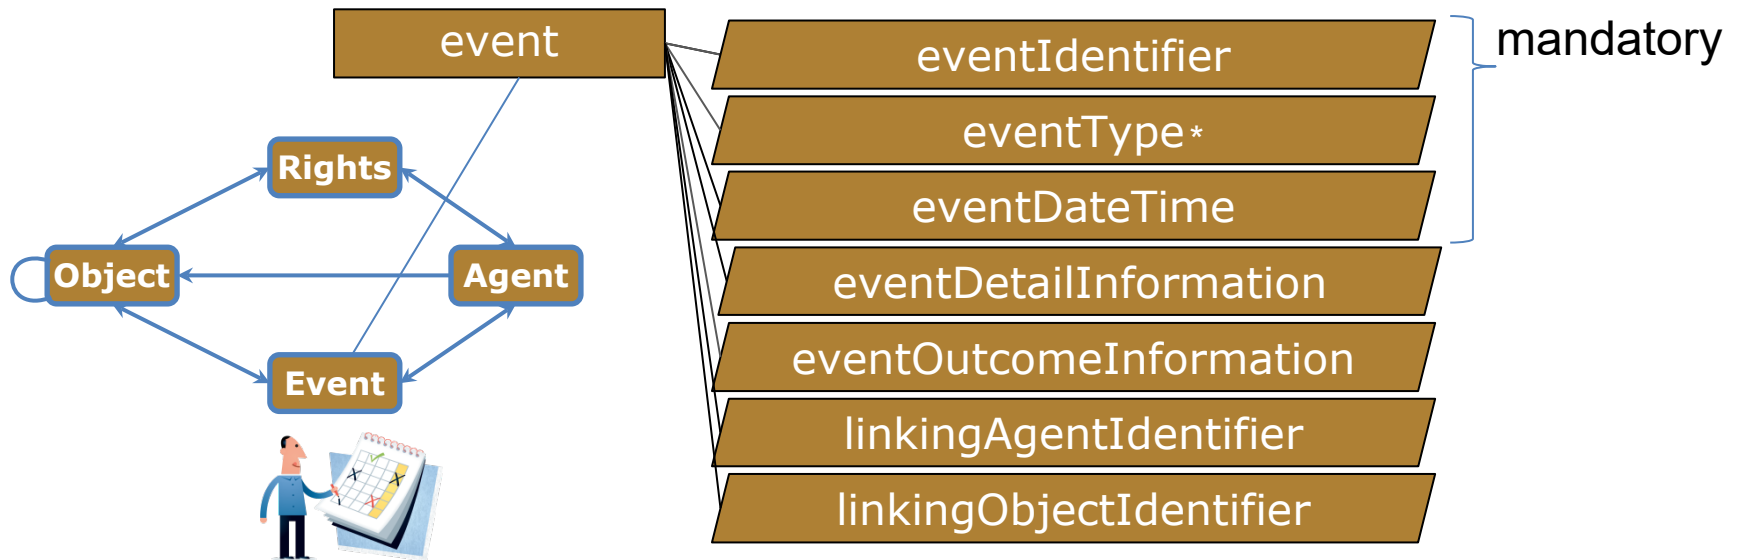 event
eventIdentifier
mandatory
eventType*
eventDateTime
eventDetailInformation
eventOutcomeInformation
linkingAgentIdentifier
linkingObjectIdentifier
Rights
Object
Agent
Event